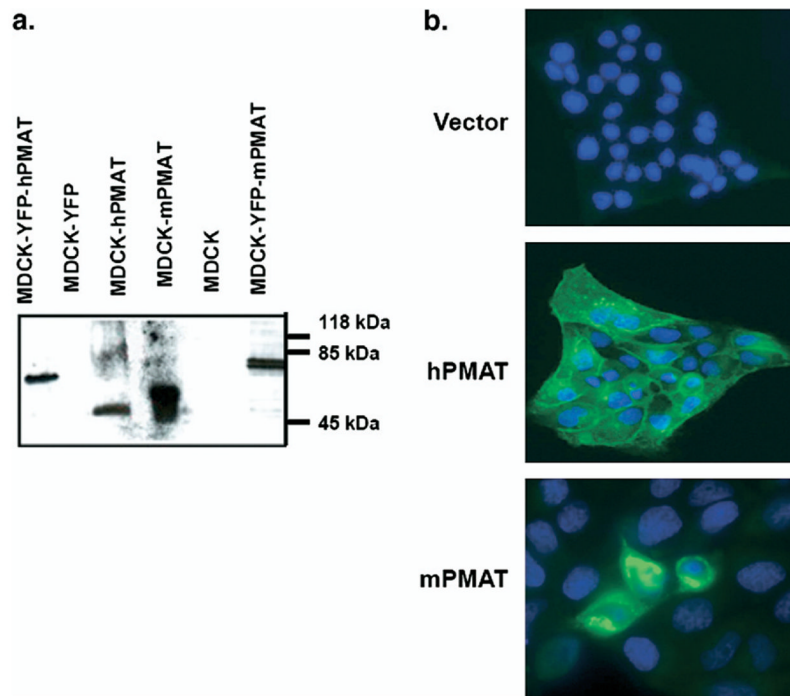 a.
MDCK-YFP-hPMAT
MDCK-YFP
MDCK-hPMAT
MDCK-mPMAT
MDCK
MDCK-YFP-mPMAT
118 kDa
85 kDa
45 kDa
b.
Vector
hPMAT
mPMAT